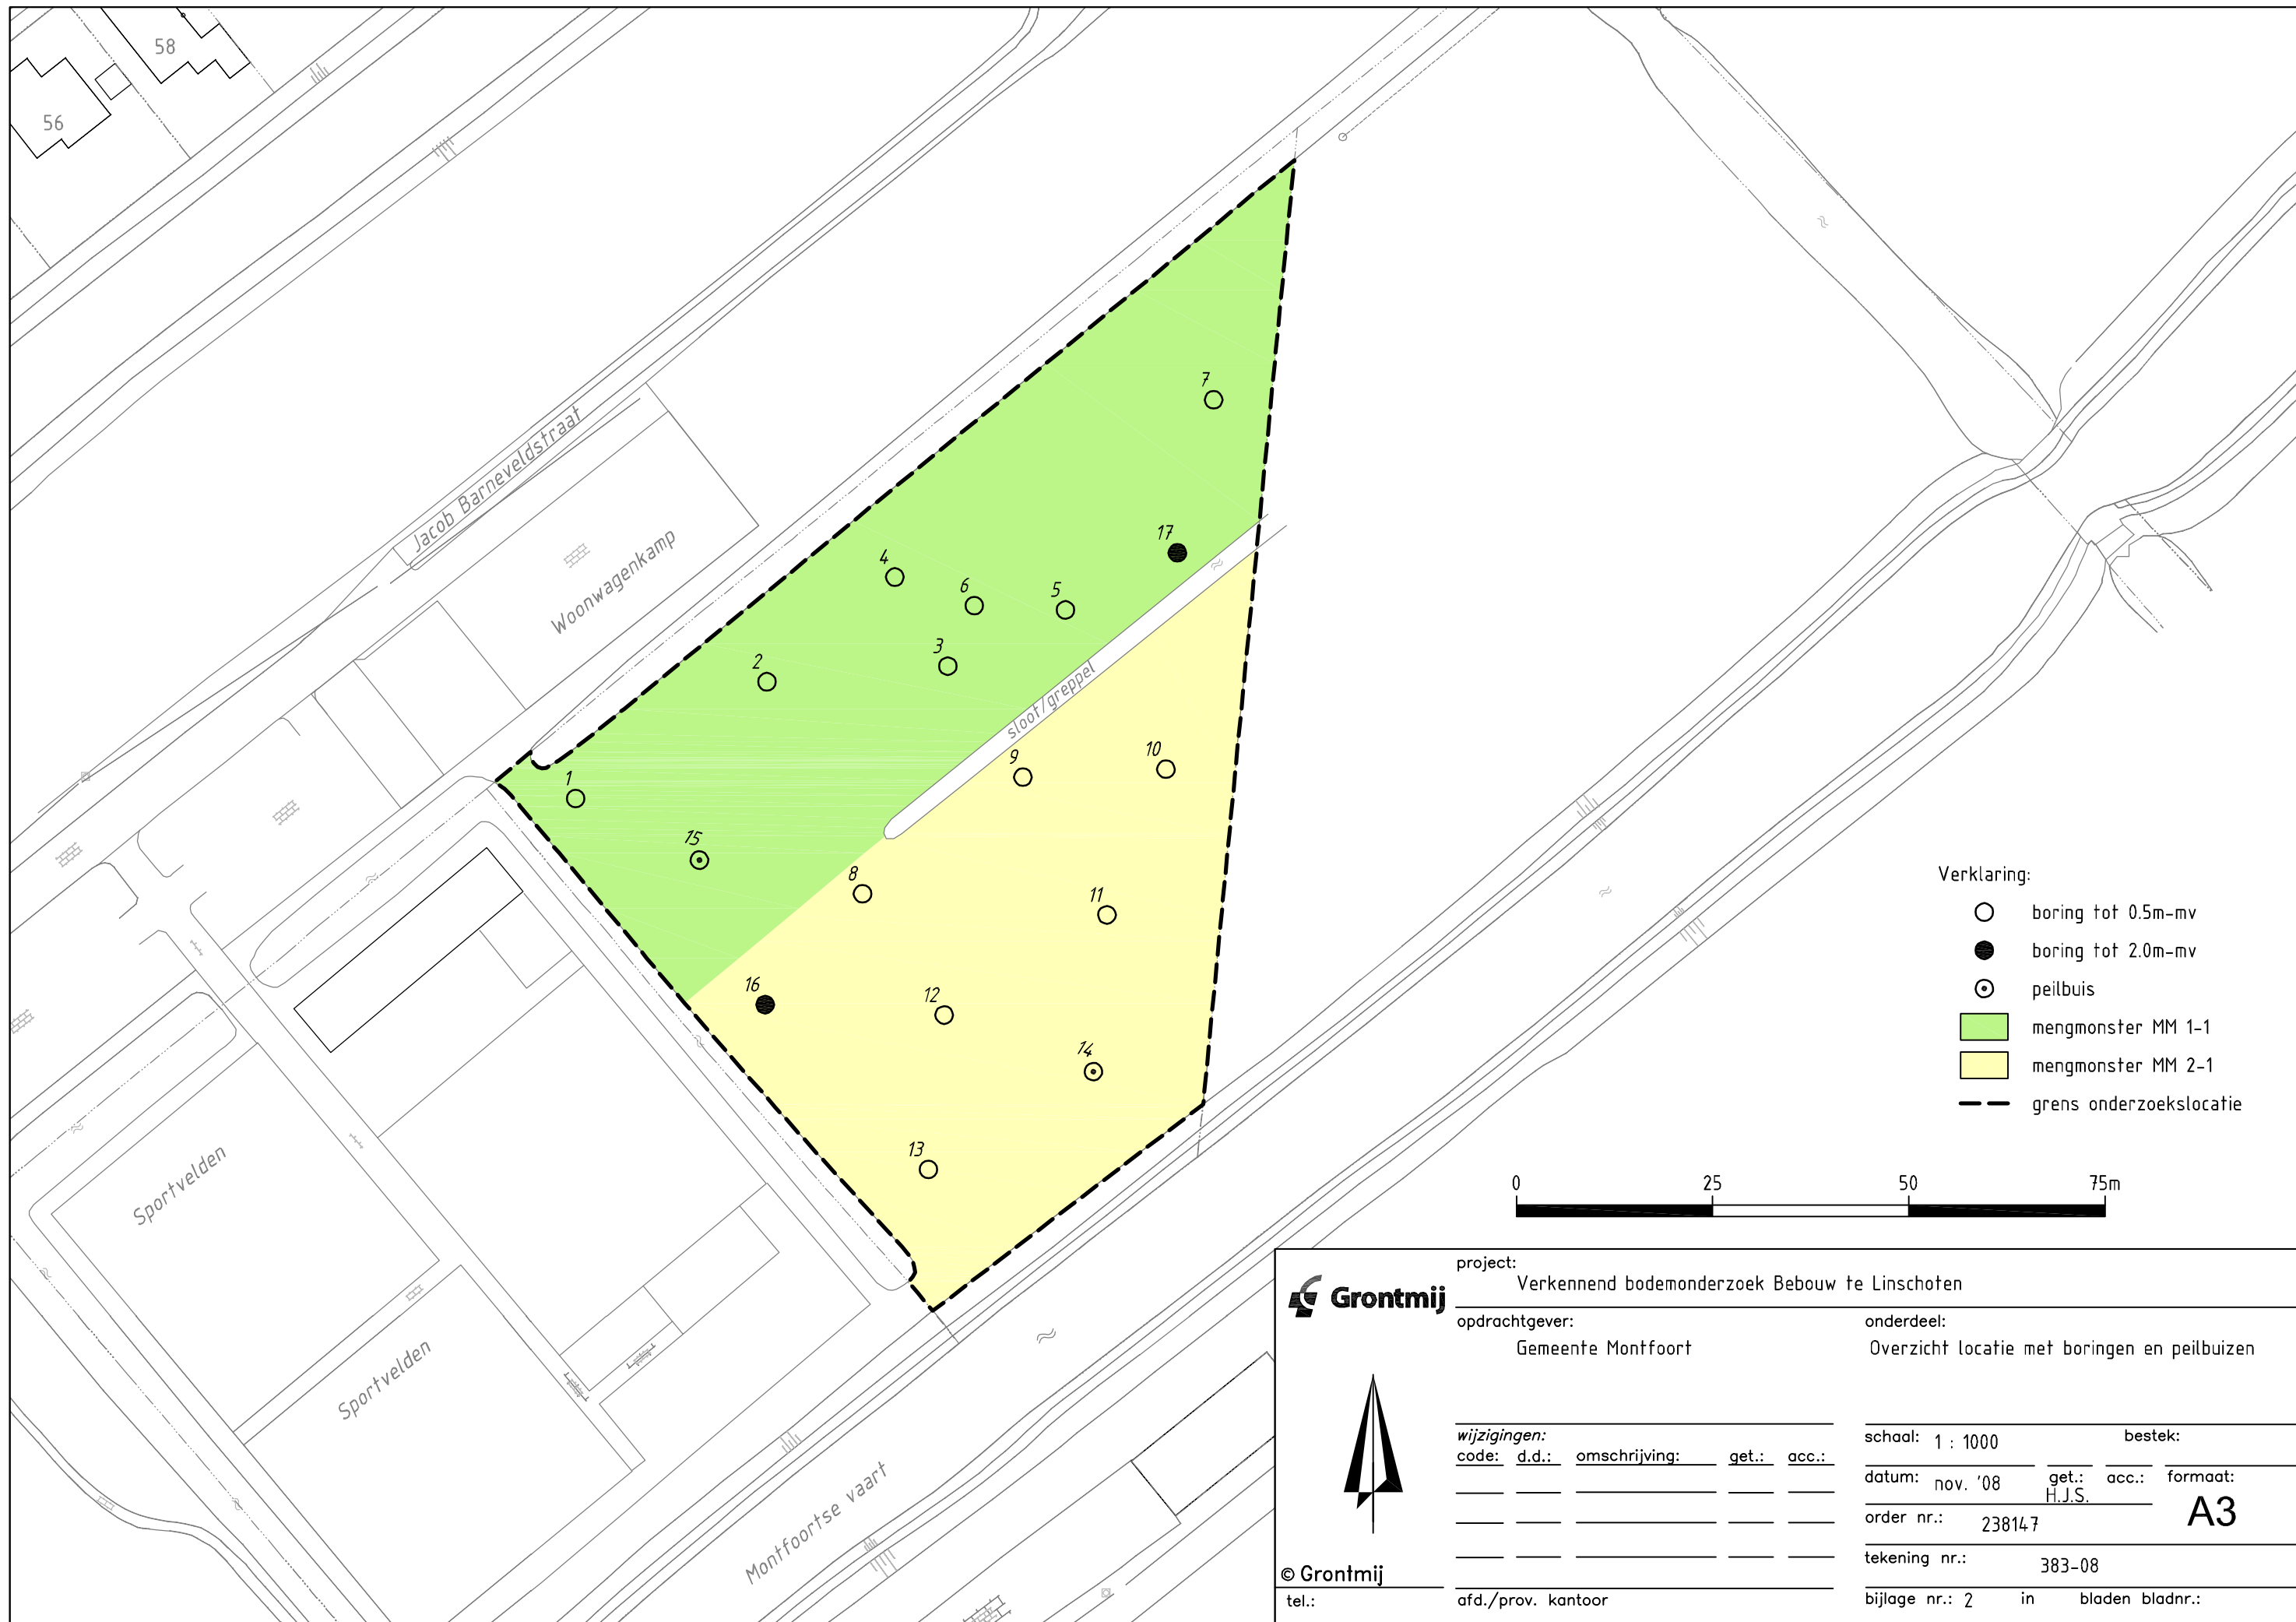 58
56
Jacob Barneveldstraat
Woonwagenkamp
7
17
4
6
5
3
2
sloot/greppel
1
9
10
15
8
11
16
12
14
13
Sportvelden
Sportvelden
Montfoortse vaart
Verklaring:
boring tot 0.5m-mv
boring tot 2.0m-mv
peilbuis
mengmonster MM 1-1
mengmonster MM 2-1
grens onderzoekslocatie
0 25 50 75m
Grontmij
project:
Verkennend bodemonderzoek Bebouw te Linschoten
opdrachtgever:
Gemeente Montfoort
onderdeel:
Overzicht locatie met boringen en peilbuizen
wijzigingen:
code: d.d.: omschrijving: get.: acc.:
schaal: 1 : 1000 bestek:
datum: nov. '08 get.: H.J.S. acc.: formaat: A3
order nr.: 238147
tekening nr.: 383-08
bijlage nr.: 2 in bladen bladnr.:
© Grontmij
tel.:
afd./prov. kantoor